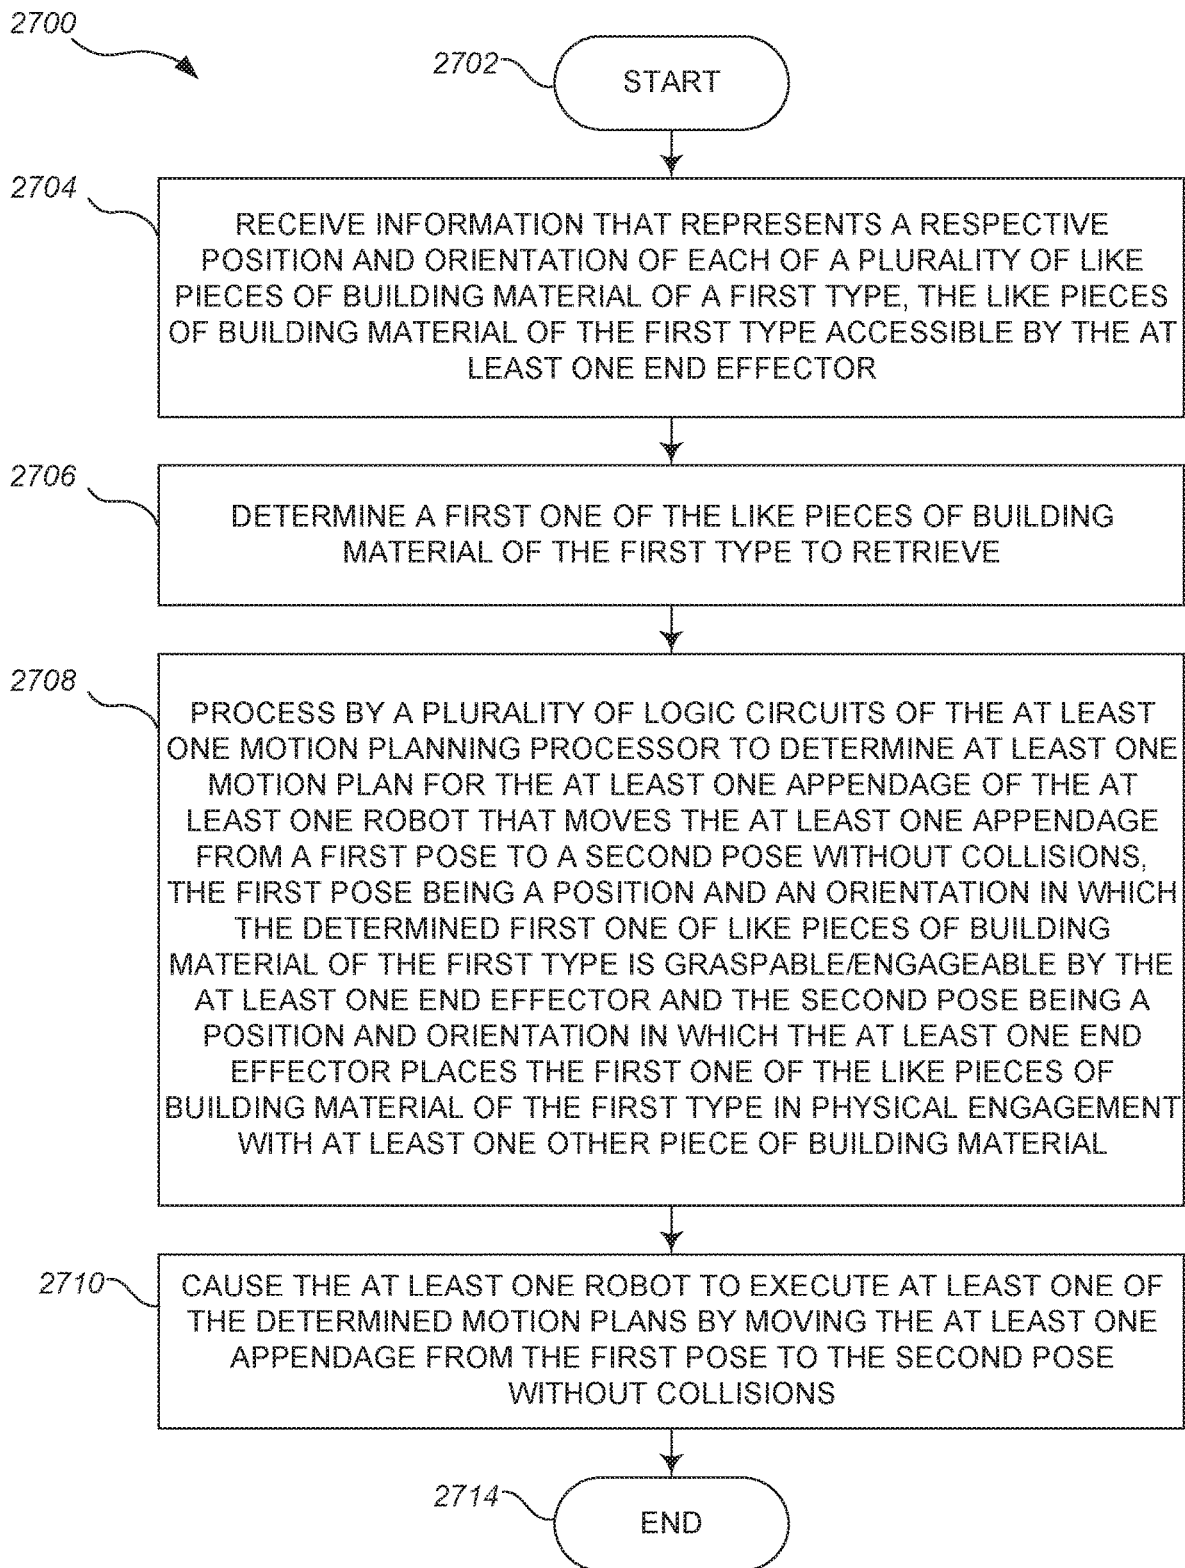 2700
2702
START
2704
RECEIVE INFORMATION THAT REPRESENTS A RESPECTIVE
POSITION AND ORIENTATION OF EACH OF A PLURALITY OF LIKE
PIECES OF BUILDING MATERIAL OF A FIRST TYPE, THE LIKE PIECES
OF BUILDING MATERIAL OF THE FIRST TYPE ACCESSIBLE BY THE AT
LEAST ONE END EFFECTOR
2706
DETERMINE A FIRST ONE OF THE LIKE PIECES OF BUILDING
MATERIAL OF THE FIRST TYPE TO RETRIEVE
2708
PROCESS BY A PLURALITY OF LOGIC CIRCUITS OF THE AT LEAST
ONE MOTION PLANNING PROCESSOR TO DETERMINE AT LEAST ONE
MOTION PLAN FOR THE AT LEAST ONE APPENDAGE OF THE AT
LEAST ONE ROBOT THAT MOVES THE AT LEAST ONE APPENDAGE
FROM A FIRST POSE TO A SECOND POSE WITHOUT COLLISIONS,
THE FIRST POSE BEING A POSITION AND AN ORIENTATION IN WHICH
THE DETERMINED FIRST ONE OF LIKE PIECES OF BUILDING
MATERIAL OF THE FIRST TYPE IS GRASPABLE/ENGAGEABLE BY THE
AT LEAST ONE END EFFECTOR AND THE SECOND POSE BEING A
POSITION AND ORIENTATION IN WHICH THE AT LEAST ONE END
EFFECTOR PLACES THE FIRST ONE OF THE LIKE PIECES OF
BUILDING MATERIAL OF THE FIRST TYPE IN PHYSICAL ENGAGEMENT
WITH AT LEAST ONE OTHER PIECE OF BUILDING MATERIAL
2710
CAUSE THE AT LEAST ONE ROBOT TO EXECUTE AT LEAST ONE OF
THE DETERMINED MOTION PLANS BY MOVING THE AT LEAST ONE
APPENDAGE FROM THE FIRST POSE TO THE SECOND POSE
WITHOUT COLLISIONS
2714
END